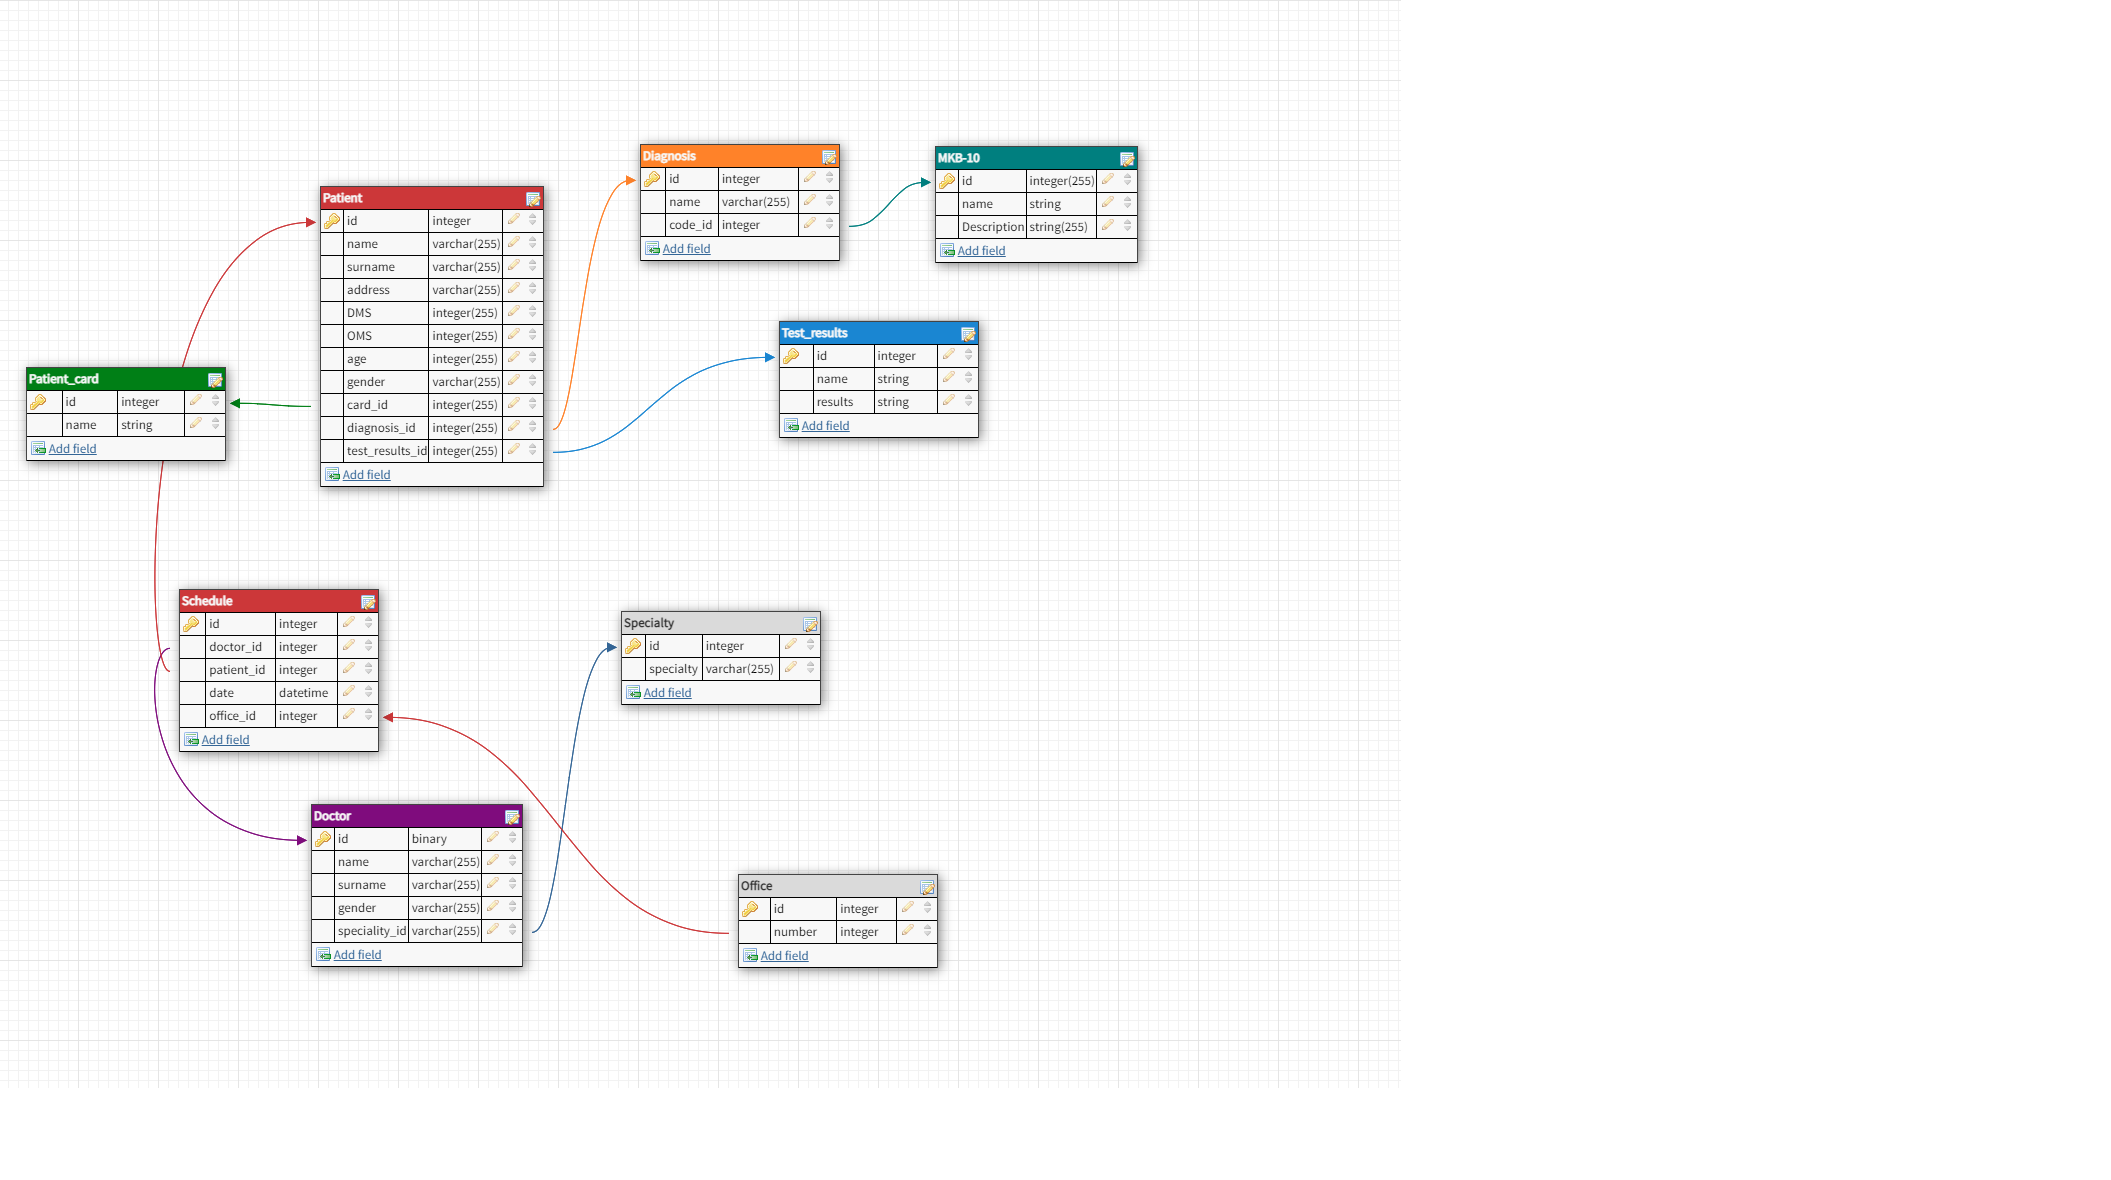 Diagnosis
id integer
name varchar(255)
code_id integer
Add field
MKB-10
id integer(255)
name string
Description string(255)
Add field
Patient
id integer
name varchar(255)
surname varchar(255)
address varchar(255)
DMS integer(255)
OMS integer(255)
age integer(255)
gender varchar(255)
card_id integer(255)
diagnosis_id integer(255)
test_results_id integer(255)
Add field
Test_results
id integer
name string
results string
Add field
Patient_card
id integer
name string
Add field
Schedule
id integer
doctor_id integer
patient_id integer
date datetime
office_id integer
Add field
Specialty
id integer
specialty varchar(255)
Add field
Doctor
id binary
name varchar(255)
surname varchar(255)
gender varchar(255)
speciality_id varchar(255)
Add field
Office
id integer
number integer
Add field